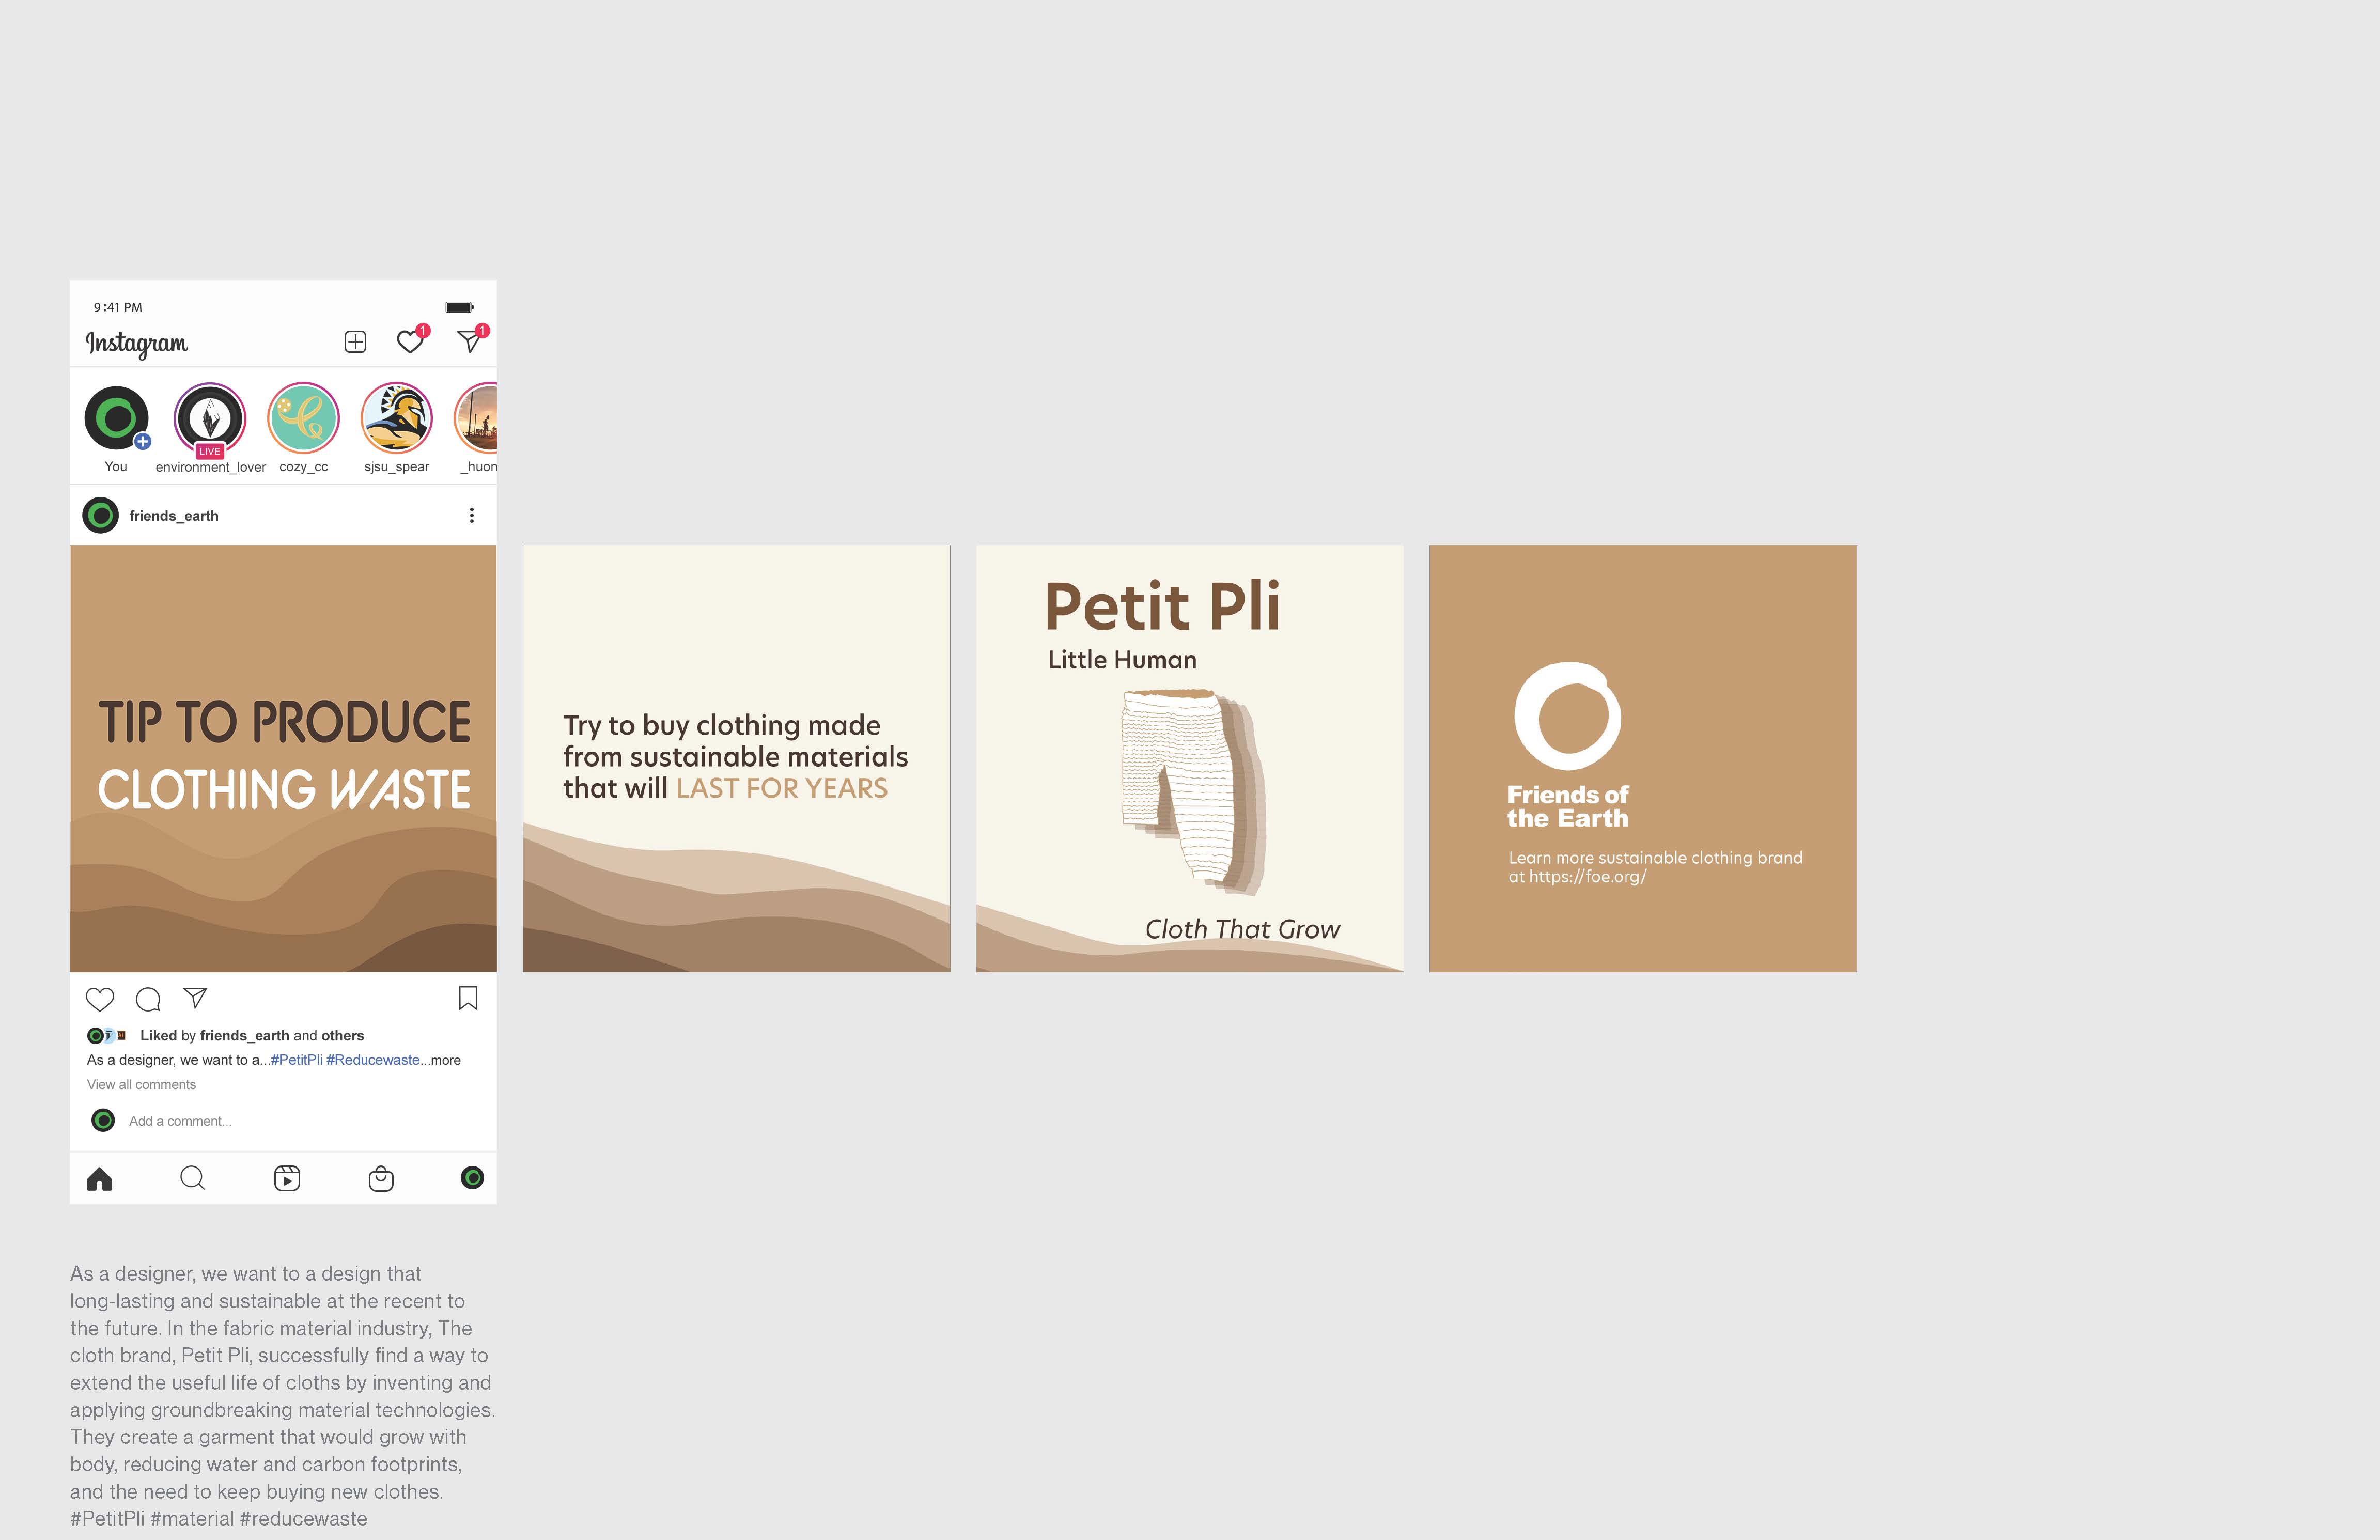 9:41 PM
Instagram
1
1
LIVE
You
environment_lover
cozy_cc
sjsu_spear
_huon
friends_earth
TIP TO PRODUCE
CLOTHING WASTE
Liked by friends_earth and others
As a designer, we want to a...#PetitPli #Reducewaste...more
View all comments
Add a comment...
Try to buy clothing made
from sustainable materials
that will LAST FOR YEARS
Petit Pli
Little Human
Cloth That Grow
Friends of
the Earth
Learn more sustainable clothing brand
at https://foe.org/
As a designer, we want to a design that
long-lasting and sustainable at the recent to
the future. In the fabric material industry, The
cloth brand, Petit Pli, successfully find a way to
extend the useful life of cloths by inventing and
applying groundbreaking material technologies.
They create a garment that would grow with
body, reducing water and carbon footprints,
and the need to keep buying new clothes.
#PetitPli #material #reducewaste